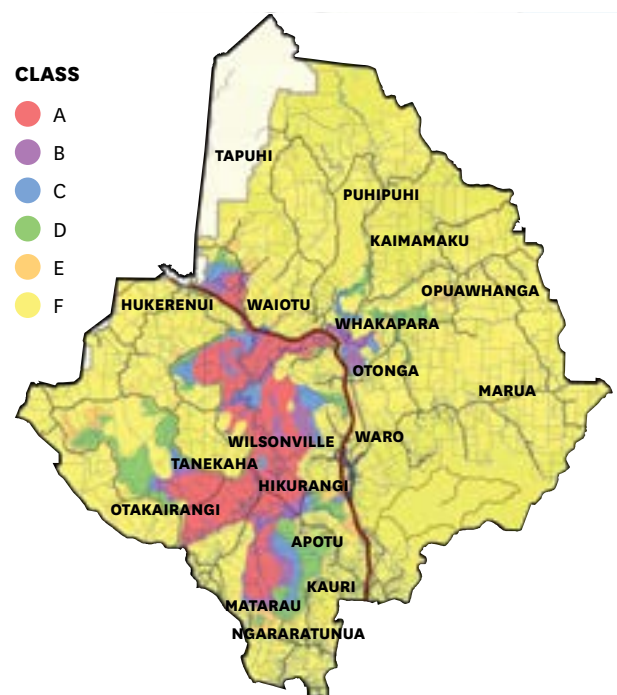 CLASS
A
B
C
D
E
F
TAPUHI
PUHIPUHI
KAIMAMAKU
OPUAWHANGA
HUKERENUI
WAIOTU
WHAKAPARA
OTONGA
MARUA
WILSONVILLE
WARO
TANEKAHA
HIKURANGI
OTAKAIRANGI
APOTU
KAURI
MATARAU
NGARARATUNUA